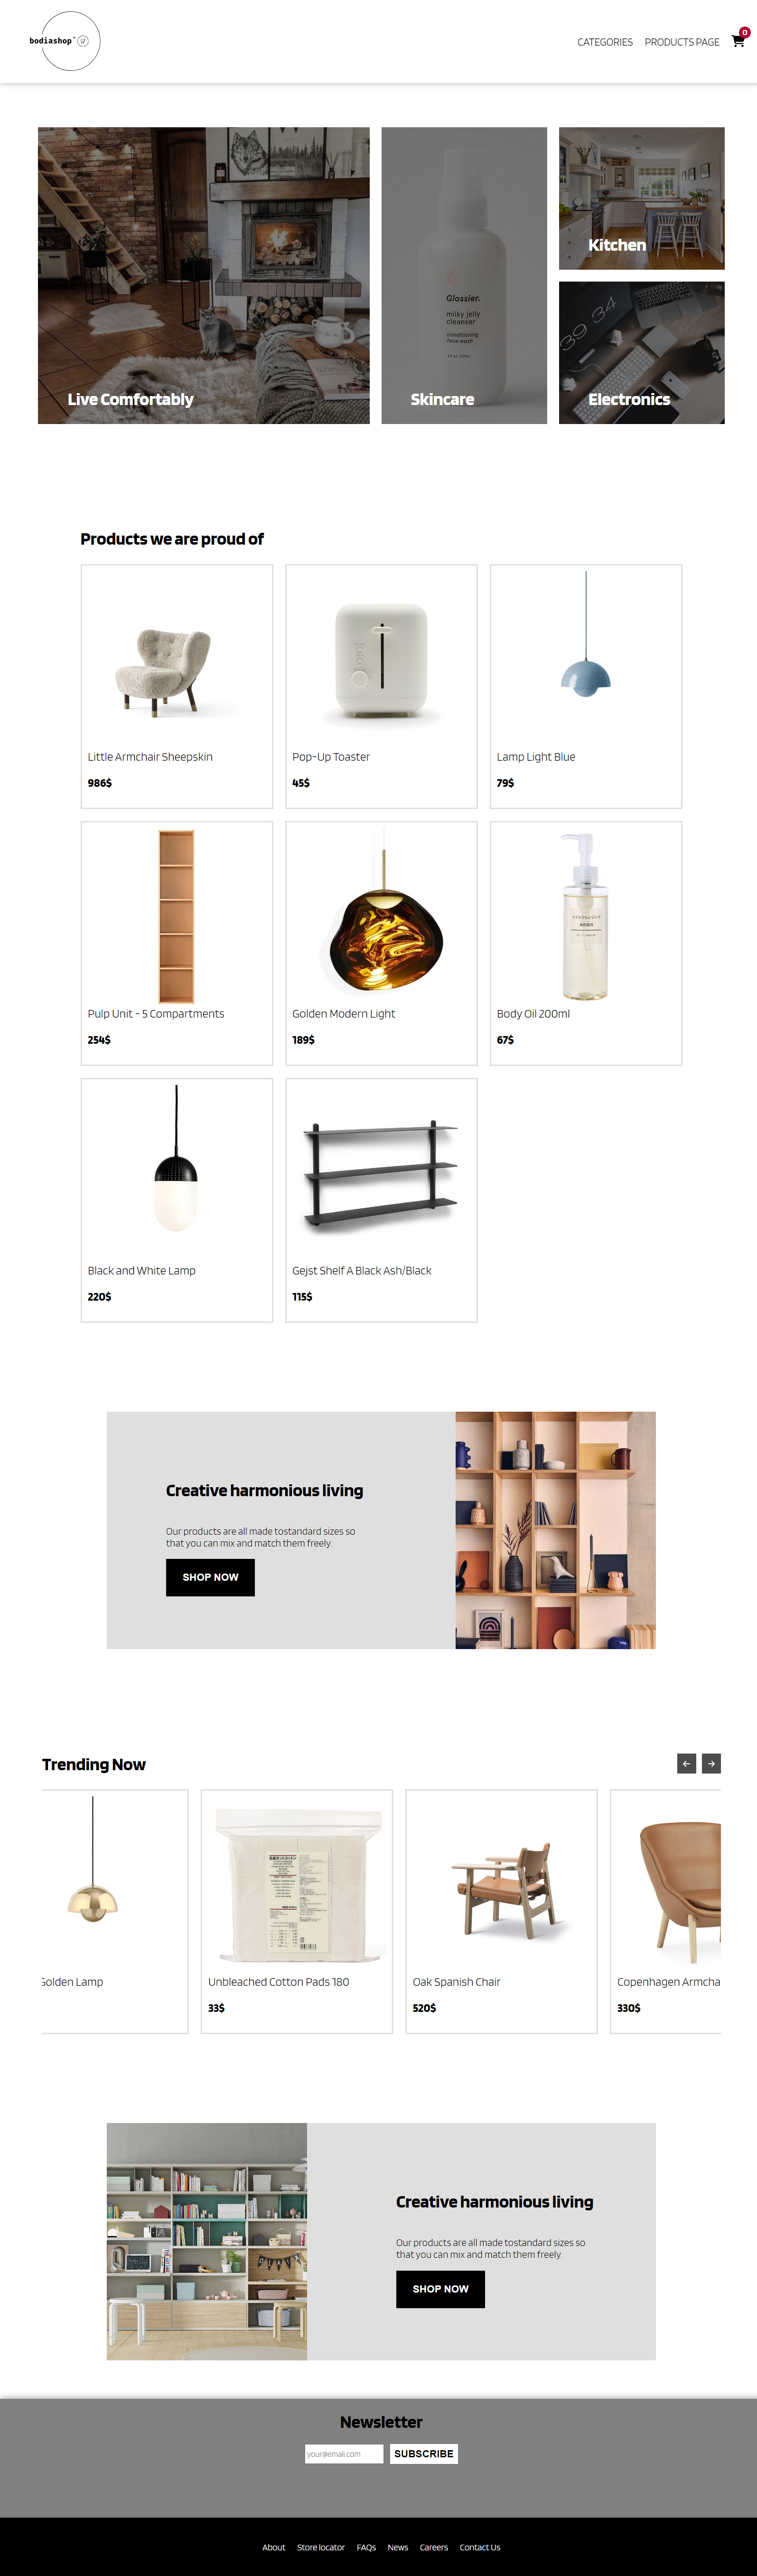 bodiashop™
CATEGORIES
PRODUCTS PAGE
0
Live Comfortably
Glossier.
milky jelly
cleanser
conditioning
face wash
Skincare
Kitchen
39 34
Electronics
Products we are proud of
Little Armchair Sheepskin
986$
Pop-Up Toaster
45$
Lamp Light Blue
79$
Pulp Unit - 5 Compartments
254$
Golden Modern Light
189$
Body Oil 200ml
67$
Black and White Lamp
220$
Gejst Shelf A Black Ash/Black
115$
Creative harmonious living
Our products are all made tostandard sizes so
that you can mix and match them freely.
SHOP NOW
Trending Now
Golden Lamp
Unbleached Cotton Pads 180
33$
Oak Spanish Chair
520$
Copenhagen Armcha
330$
Creative harmonious living
Our products are all made tostandard sizes so
that you can mix and match them freely.
SHOP NOW
Newsletter
your@email.com
SUBSCRIBE
About
Store locator
FAQs
News
Careers
Contact Us